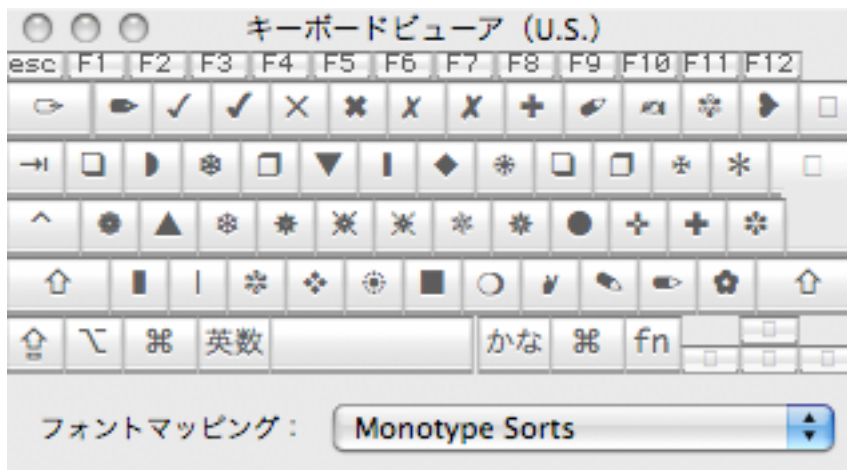 キーボードビューア (U.S.)
esc F1 F2 F3 F4 F5 F6 F7 F8 F9 F10 F11 F12
英数 かな fn
フォントマッピング:
Monotype Sorts